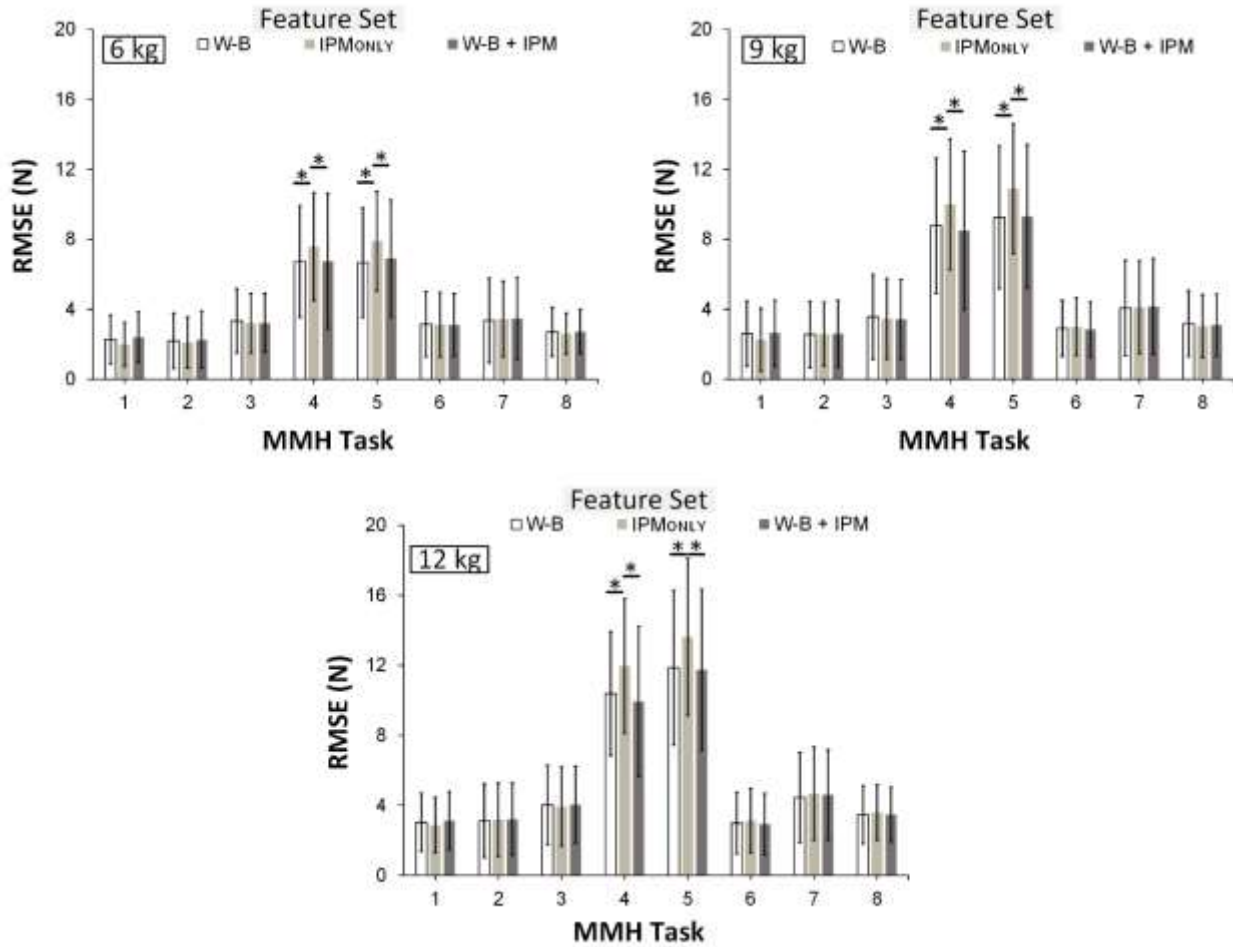 Feature Set
6 kg
W-B IPMONLY W-B + IPM
20
16
12
8
4
0
RMSE (N)
* * * *
1 2 3 4 5 6 7 8
MMH Task
Feature Set
9 kg
W-B IPMONLY W-B + IPM
20
16
12
8
4
0
RMSE (N)
* * * *
1 2 3 4 5 6 7 8
MMH Task
Feature Set
W-B IPMONLY W-B + IPM
12 kg
20
16
12
8
4
0
RMSE (N)
* * * *
1 2 3 4 5 6 7 8
MMH Task